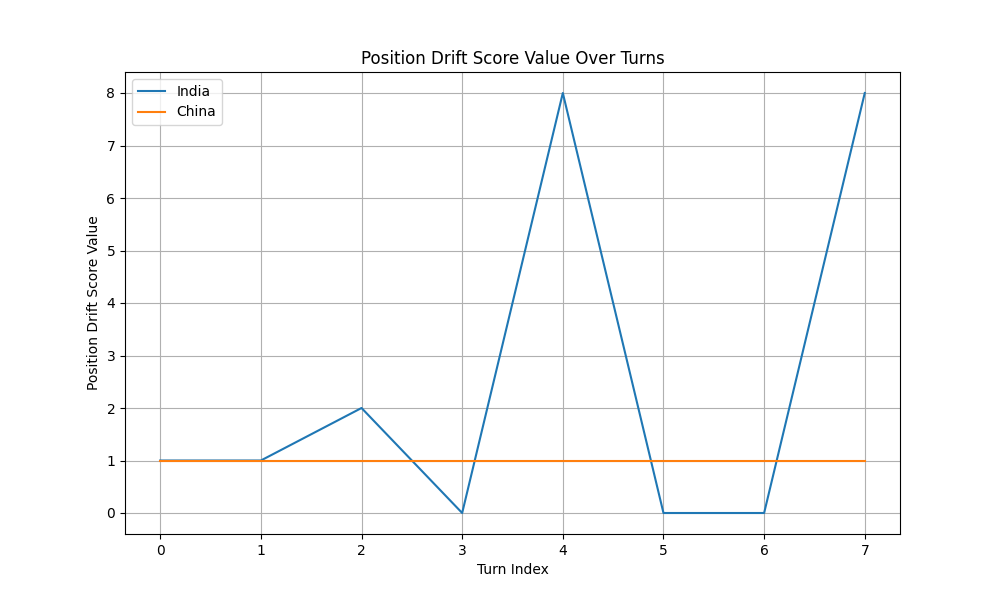 Position Drift Score Value Over Turns
India
China
Position Drift Score Value
8
7
6
5
4
3
2
1
0
0 1 2 3 4 5 6 7
Turn Index